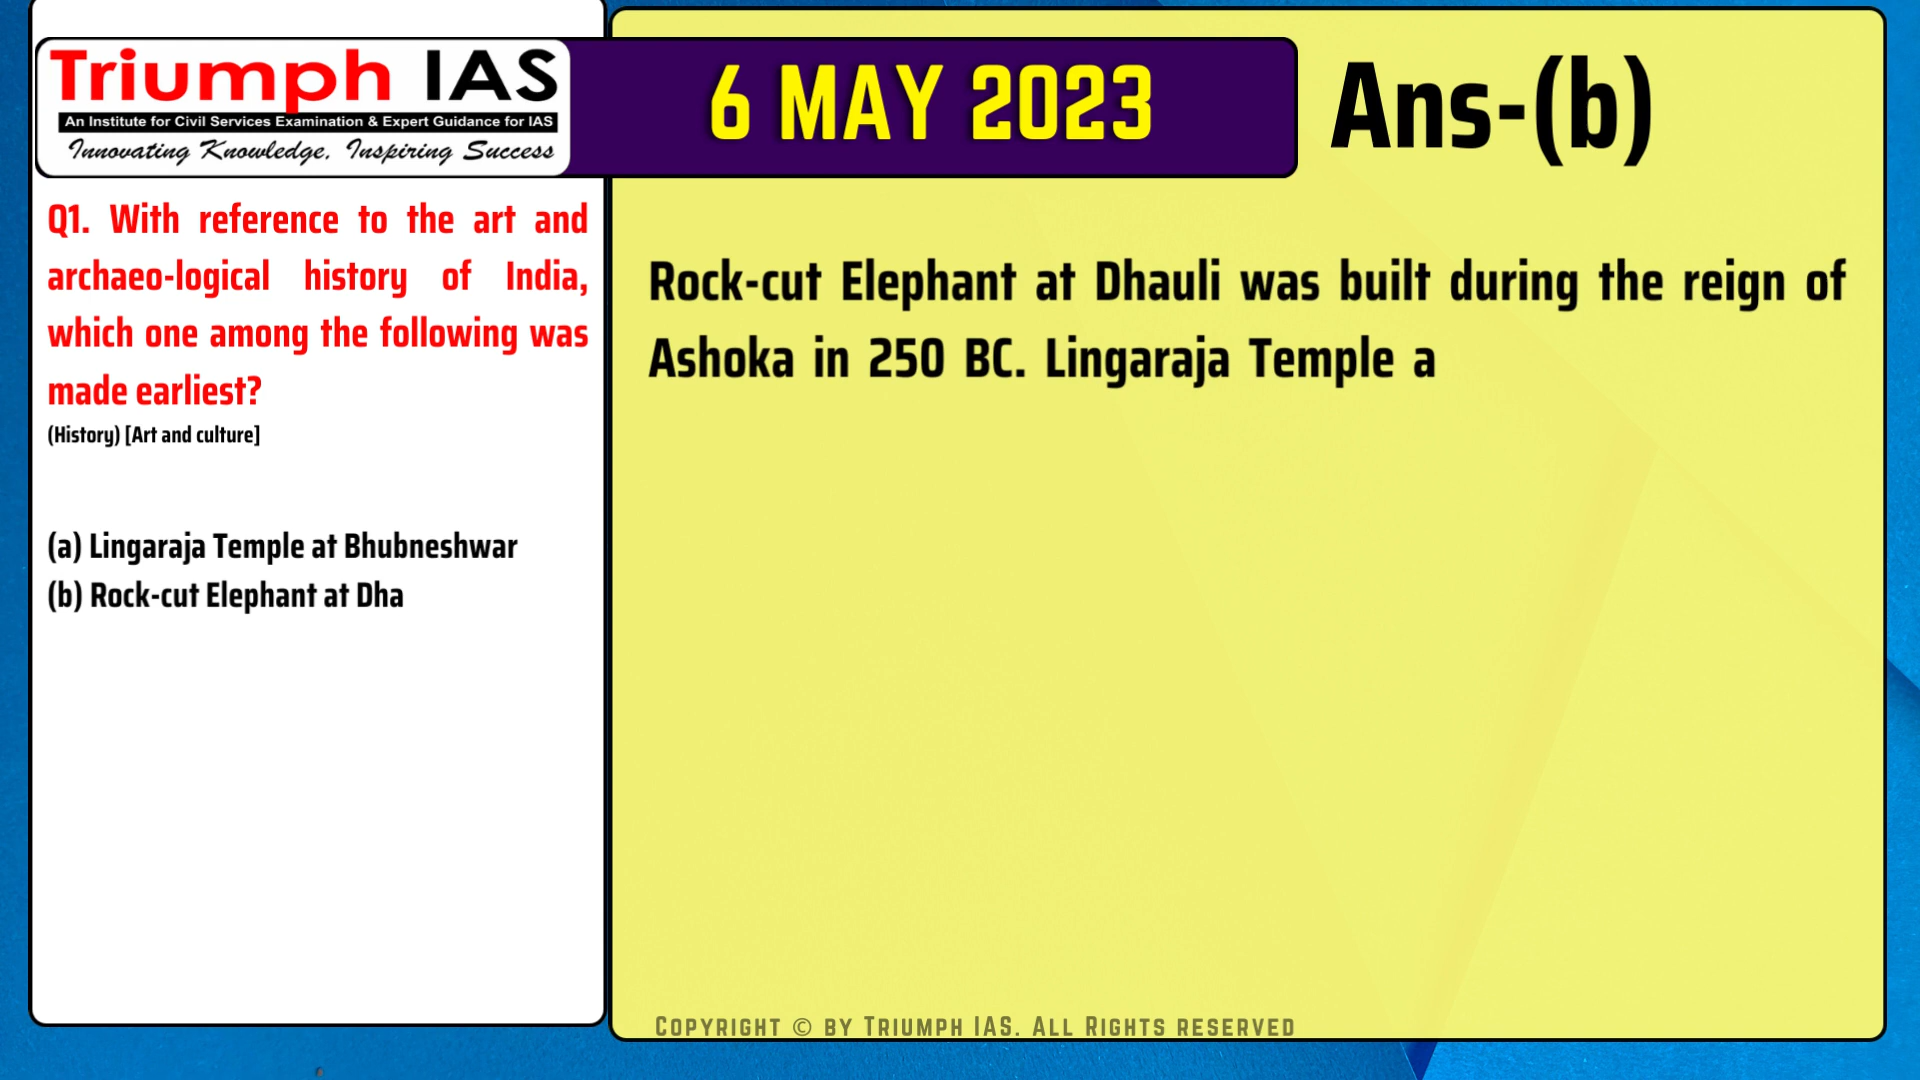 Triumph IAS
An Institute for Civil Services Examination & Expert Guidance for IAS
Innovating Knowledge, Inspiring Success
6 MAY 2023
Ans-(b)
Q1. With reference to the art and
archaeo-logical history of India,
which one among the following was
made earliest?
(History) [Art and culture]
(a) Lingaraja Temple at Bhubneshwar
(b) Rock-cut Elephant at Dha
Rock-cut Elephant at Dhauli was built during the reign of
Ashoka in 250 BC. Lingaraja Temple a
Copyright © by Triumph IAS. All Rights reserved